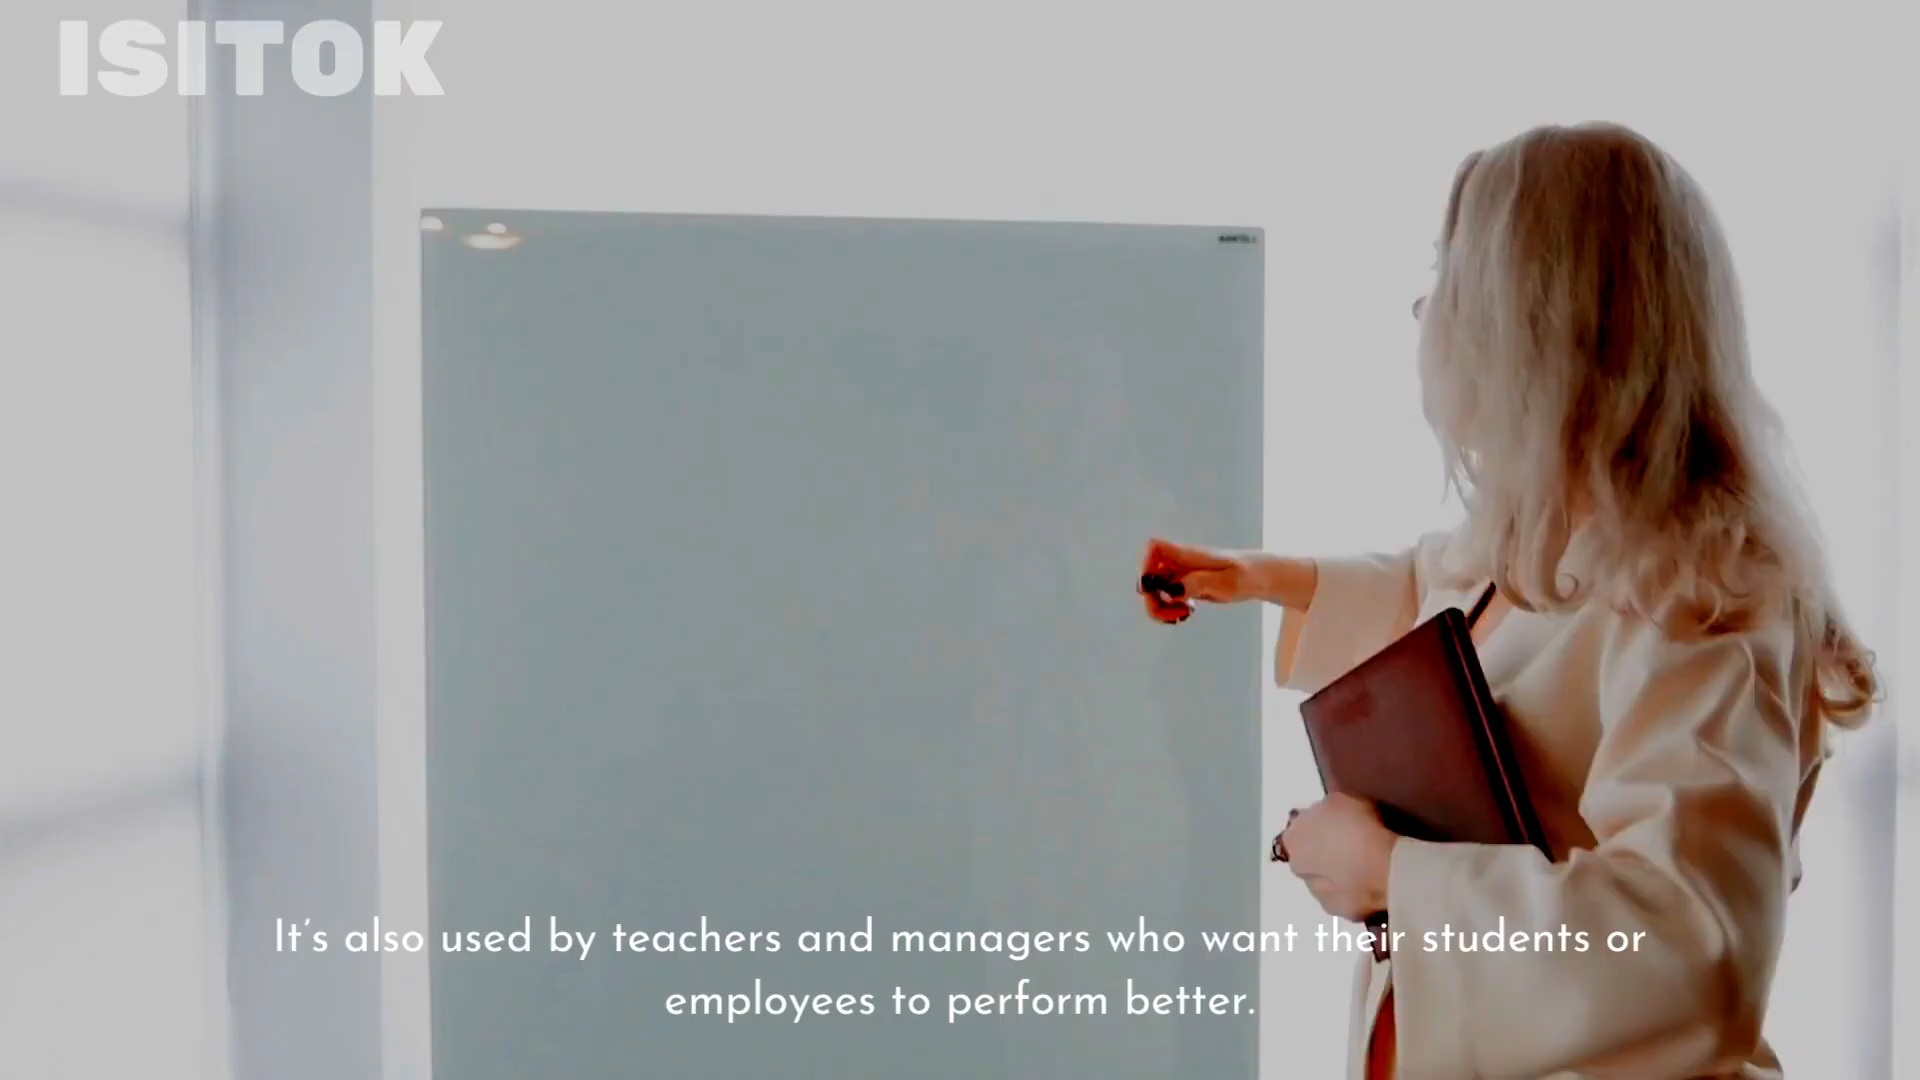 ISITOK
It's also used by teachers and managers who want their students or
employees to perform better.